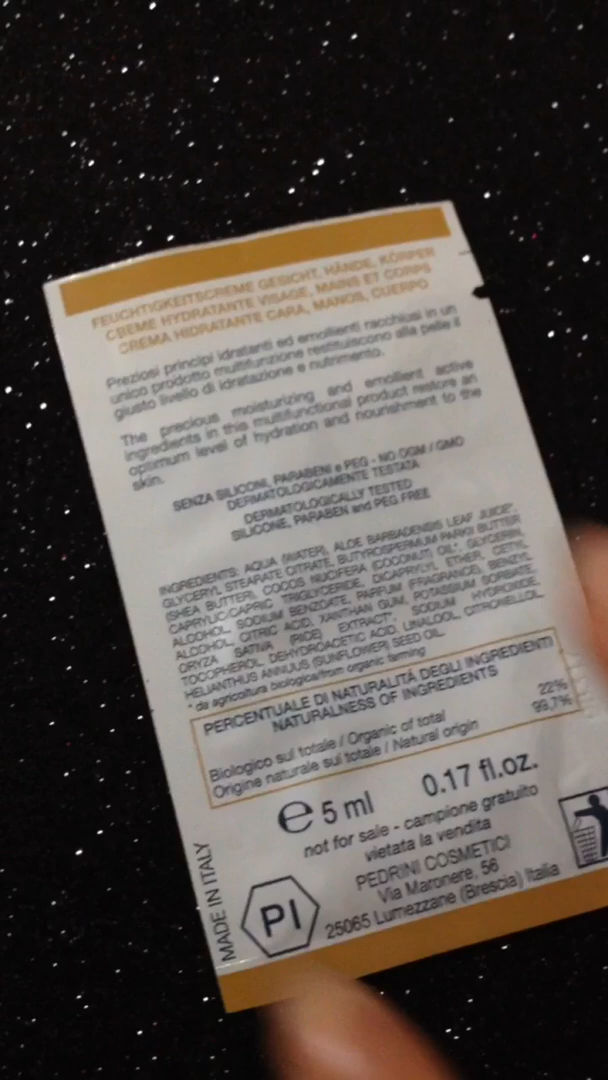 FEUCHTIGKEITSCREME GESICHT, HÄNDE, KÖRPER
CREME HYDRATANTE VISAGE, MAINS ET CORPS
CREMA HIDRATANTE CARA, MANOS, CUERPO
Preziosi principi idratanti ed emollienti racchiusi in un
unico prodotto multifunzione restituiscono alla pelle il
giusto livello di idratazione e nutrimento.
The precious moisturizing and emollient active
ingredients in this multifunctional product restore an
optimum level of hydration and nourishment to the
skin.
SENZA SILICONI, PARABENI e PEG - NO OGM / GMO
DERMATOLOGICAMENTE TESTATA
DERMATOLOGICALLY TESTED
SILICONE, PARABEN and PEG FREE
INGREDIENTS: AQUA (WATER), ALOE BARBADENSIS LEAF JUICE*,
GLYCERYL STEARATE CITRATE, BUTYROSPERMUM PARKII BUTTER
(SHEA BUTTER), COCOS NUCIFERA (COCONUT) OIL*, GLYCERIN,
CAPRYLIC/CAPRIC TRIGLYCERIDE, DICAPRYLYL ETHER, CETYL
ALCOHOL, SODIUM BENZOATE, PARFUM (FRAGRANCE), BENZYL
ALCOHOL, CITRIC ACID, XANTHAN GUM, POTASSIUM SORBATE,
ORYZA SATIVA (RICE) EXTRACT*, SODIUM HYDROXIDE,
TOCOPHEROL, DEHYDROACETIC ACID, LINALOOL, CITRONELLOL,
HELIANTHUS ANNUUS (SUNFLOWER) SEED OIL.
* da agricoltura biologica/from organic farming
PERCENTUALE DI NATURALITÀ DEGLI INGREDIENTI
NATURALNESS OF INGREDIENTS
Biologico sul totale / Organic of total 22%
Origine naturale sul totale / Natural origin 99,7%
e 5 ml 0.17 fl.oz.
not for sale - campione gratuito
vietata la vendita
PEDRINI COSMETICI
Via Maronere, 56
25065 Lumezzane (Brescia) Italia
MADE IN ITALY
PI